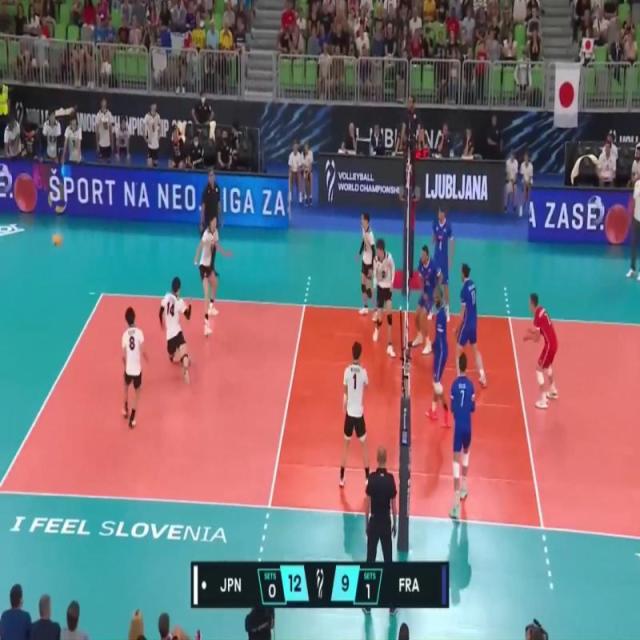 ŠPORT NA NEO
IGA ZA
VOLLEYBALL
WORLD CHAMPIONSHIP
LJUBLJANA
A ZASE.
14
8
1
7
I FEEL SLOVENIA
JPN SETS 0 12 9 SETS 1 FRA